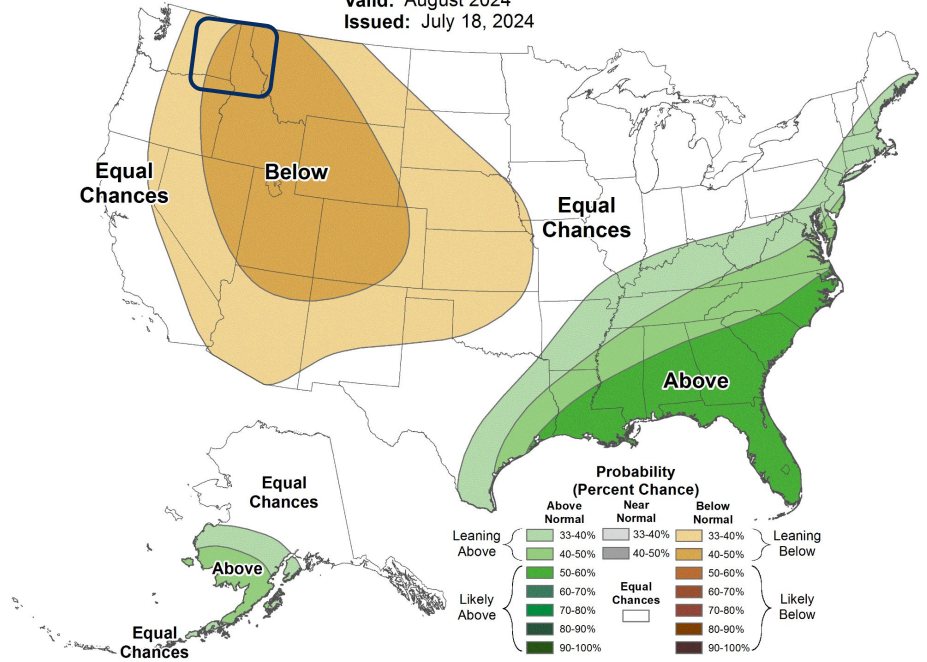 Valid: August 2024
Issued: July 18, 2024
Equal
Chances
Below
Equal
Chances
Above
Equal
Chances
Above
Equal
Chances
Probability
(Percent Chance)
Above
Normal
Near
Normal
Below
Normal
Leaning
Above
33-40%
33-40%
33-40%
Leaning
Below
40-50%
40-50%
40-50%
Likely
Above
50-60%
60-70%
70-80%
80-90%
90-100%
Equal
Chances
50-60%
60-70%
70-80%
80-90%
90-100%
Likely
Below